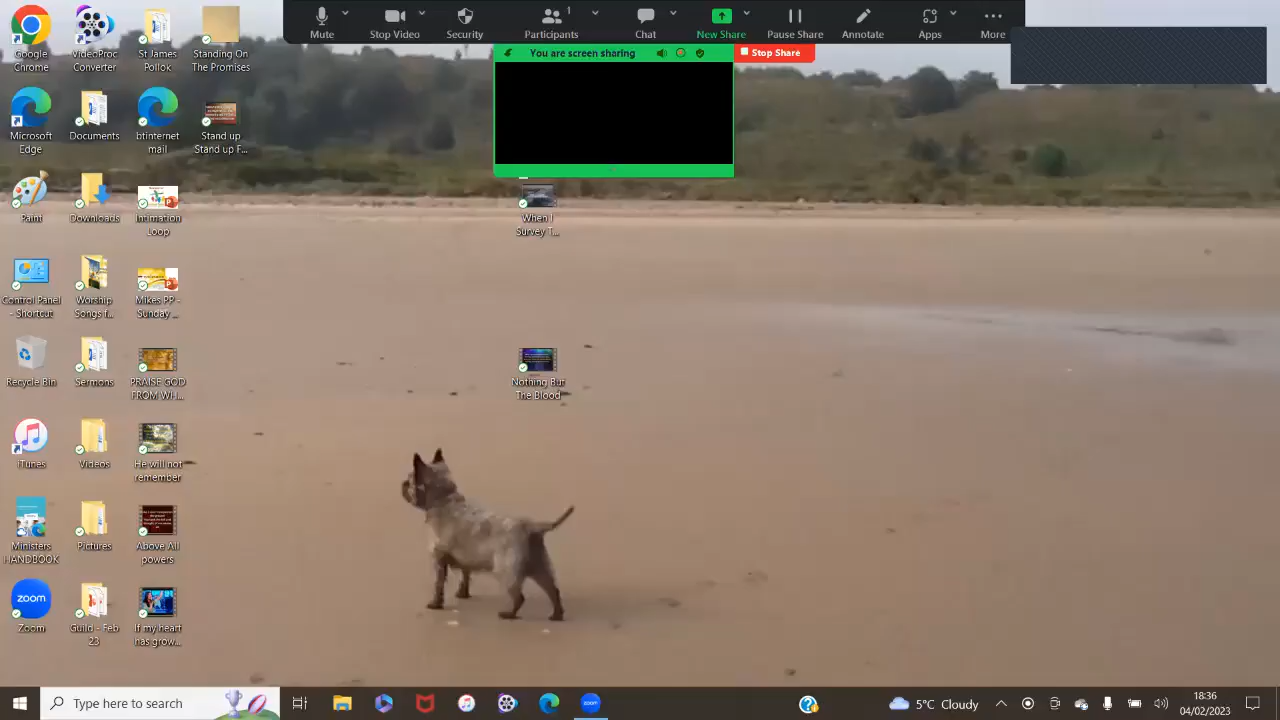 Mute
Stop Video
Security
Participants
1
Chat
New Share
Pause Share
Annotate
Apps
More
You are screen sharing
Stop Share
Google
Chrome
VideoProc
Converter
St James
Pollok
Standing On
The Promises
Microsoft
Edge
Documents
btinternet
mail
Stand up
Stand up F...
Paint
Downloads
Intimation
Loop
When I
Survey T...
Control Panel
- Shortcut
Worship
Songs f...
Mikes PP -
Sunday ...
Recycle Bin
Sermons
PRAISE GOD
FROM WH...
Nothing But
The Blood
iTunes
Videos
He will not
remember
Ministers
HANDBOOK
Pictures
Above All
powers
zoom
Zoom
Guild - Feb
23
If my heart
has grow...
Type here to search
zoom
5°C Cloudy
18:36
04/02/2023